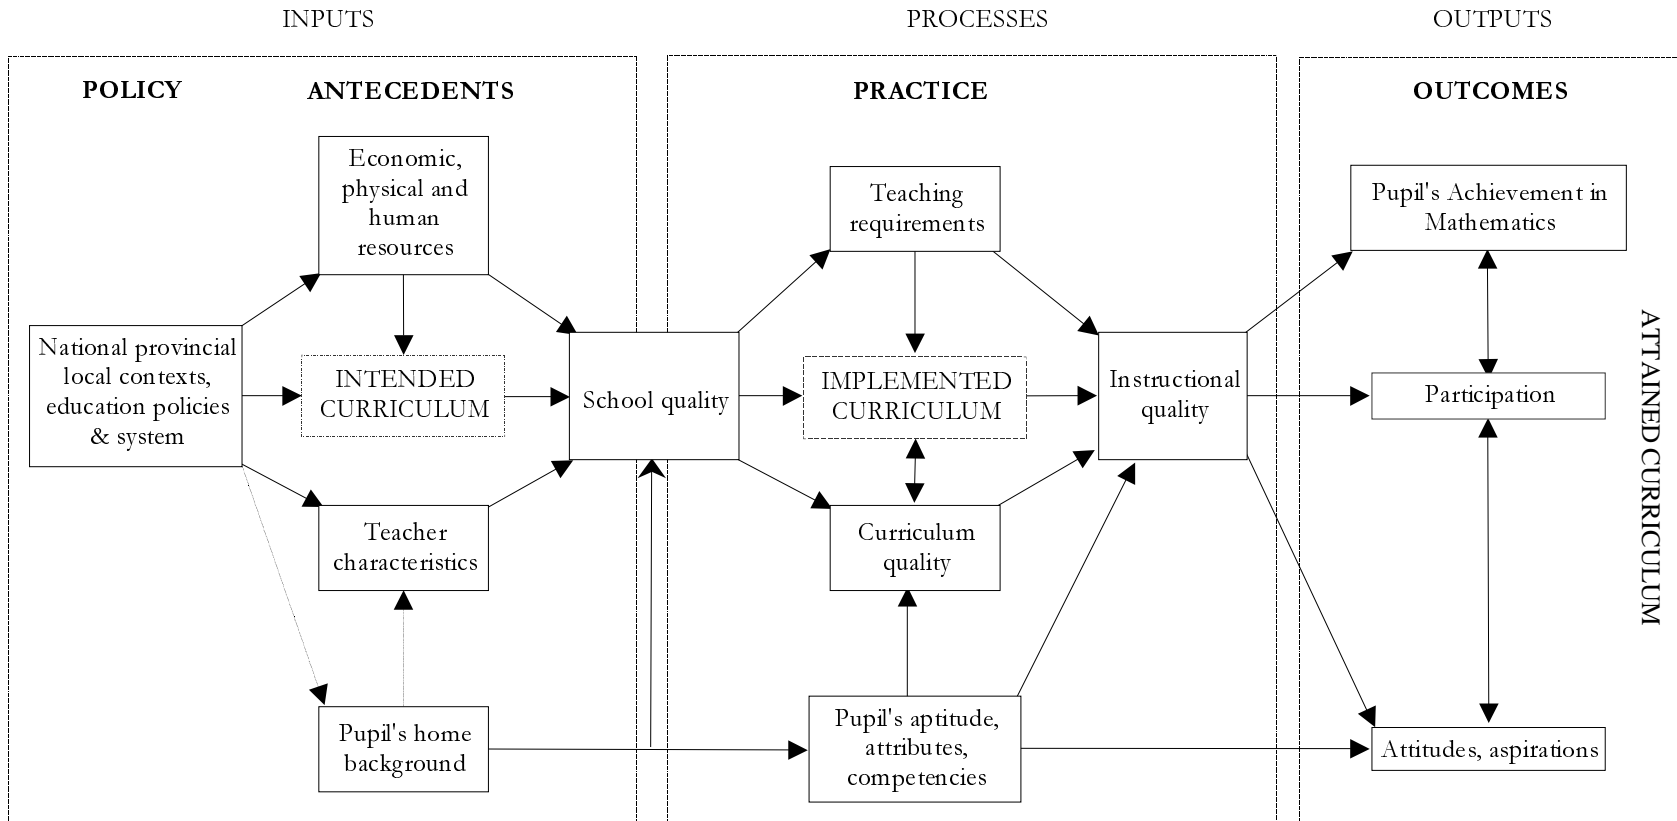 INPUTS
PROCESSES
OUTPUTS
POLICY
ANTECEDENTS
PRACTICE
OUTCOMES
Economic,
physical and
human
resources
Teaching
requirements
Pupil's Achievement in
Mathematics
National provincial
local contexts,
education policies
& system
INTENDED
CURRICULUM
School quality
IMPLEMENTED
CURRICULUM
Instructional
quality
Participation
ATTAINED CURRICULUM
Teacher
characteristics
Curriculum
quality
Pupil's home
background
Pupil's aptitude,
attributes,
competencies
Attitudes, aspirations